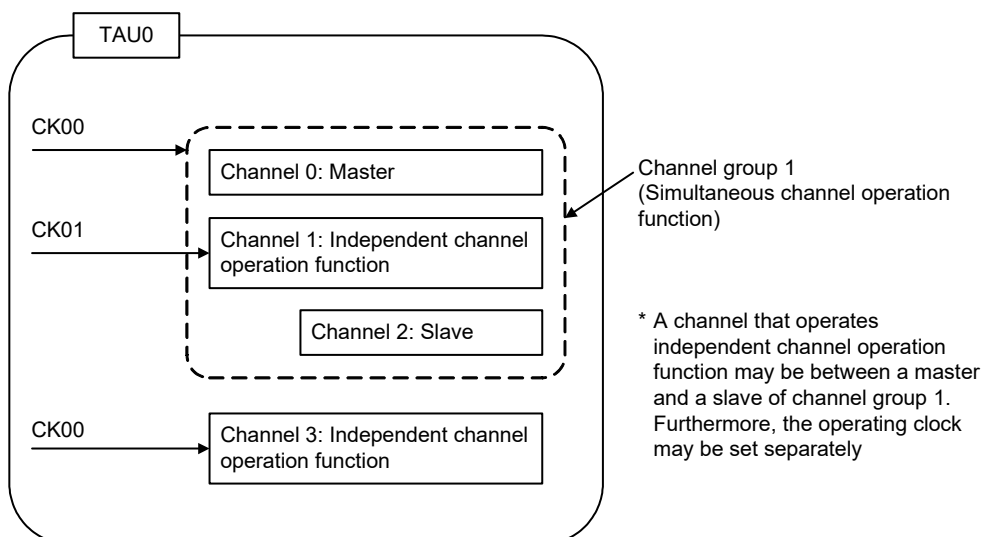 TAU0
CK00
Channel 0: Master
Channel group 1
(Simultaneous channel operation
function)
CK01
Channel 1: Independent channel
operation function
Channel 2: Slave
* A channel that operates
independent channel operation
function may be between a master
and a slave of channel group 1.
Furthermore, the operating clock
may be set separately
CK00
Channel 3: Independent channel
operation function